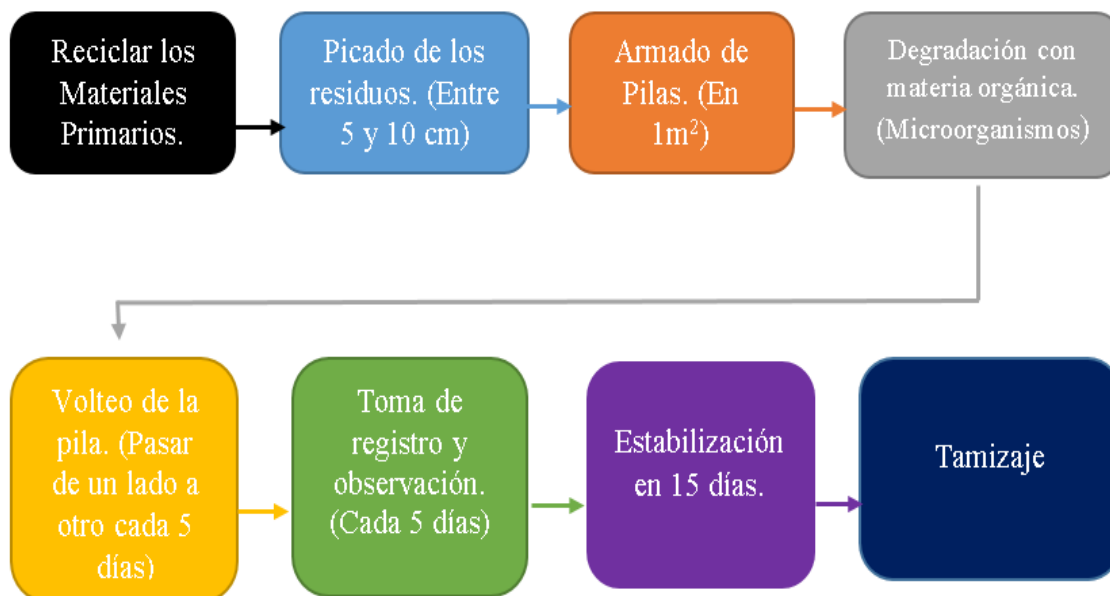 Reciclar los
Materiales
Primarios.
Picado de los
residuos. (Entre
5 y 10 cm)
Armado de
Pilas. (En
1m²)
Degradación con
materia orgánica.
(Microorganismos)
Volteo de la
pila. (Pasar
de un lado a
otro cada 5
días)
Toma de
registro y
observación.
(Cada 5 días)
Estabilización
en 15 días.
Tamizaje